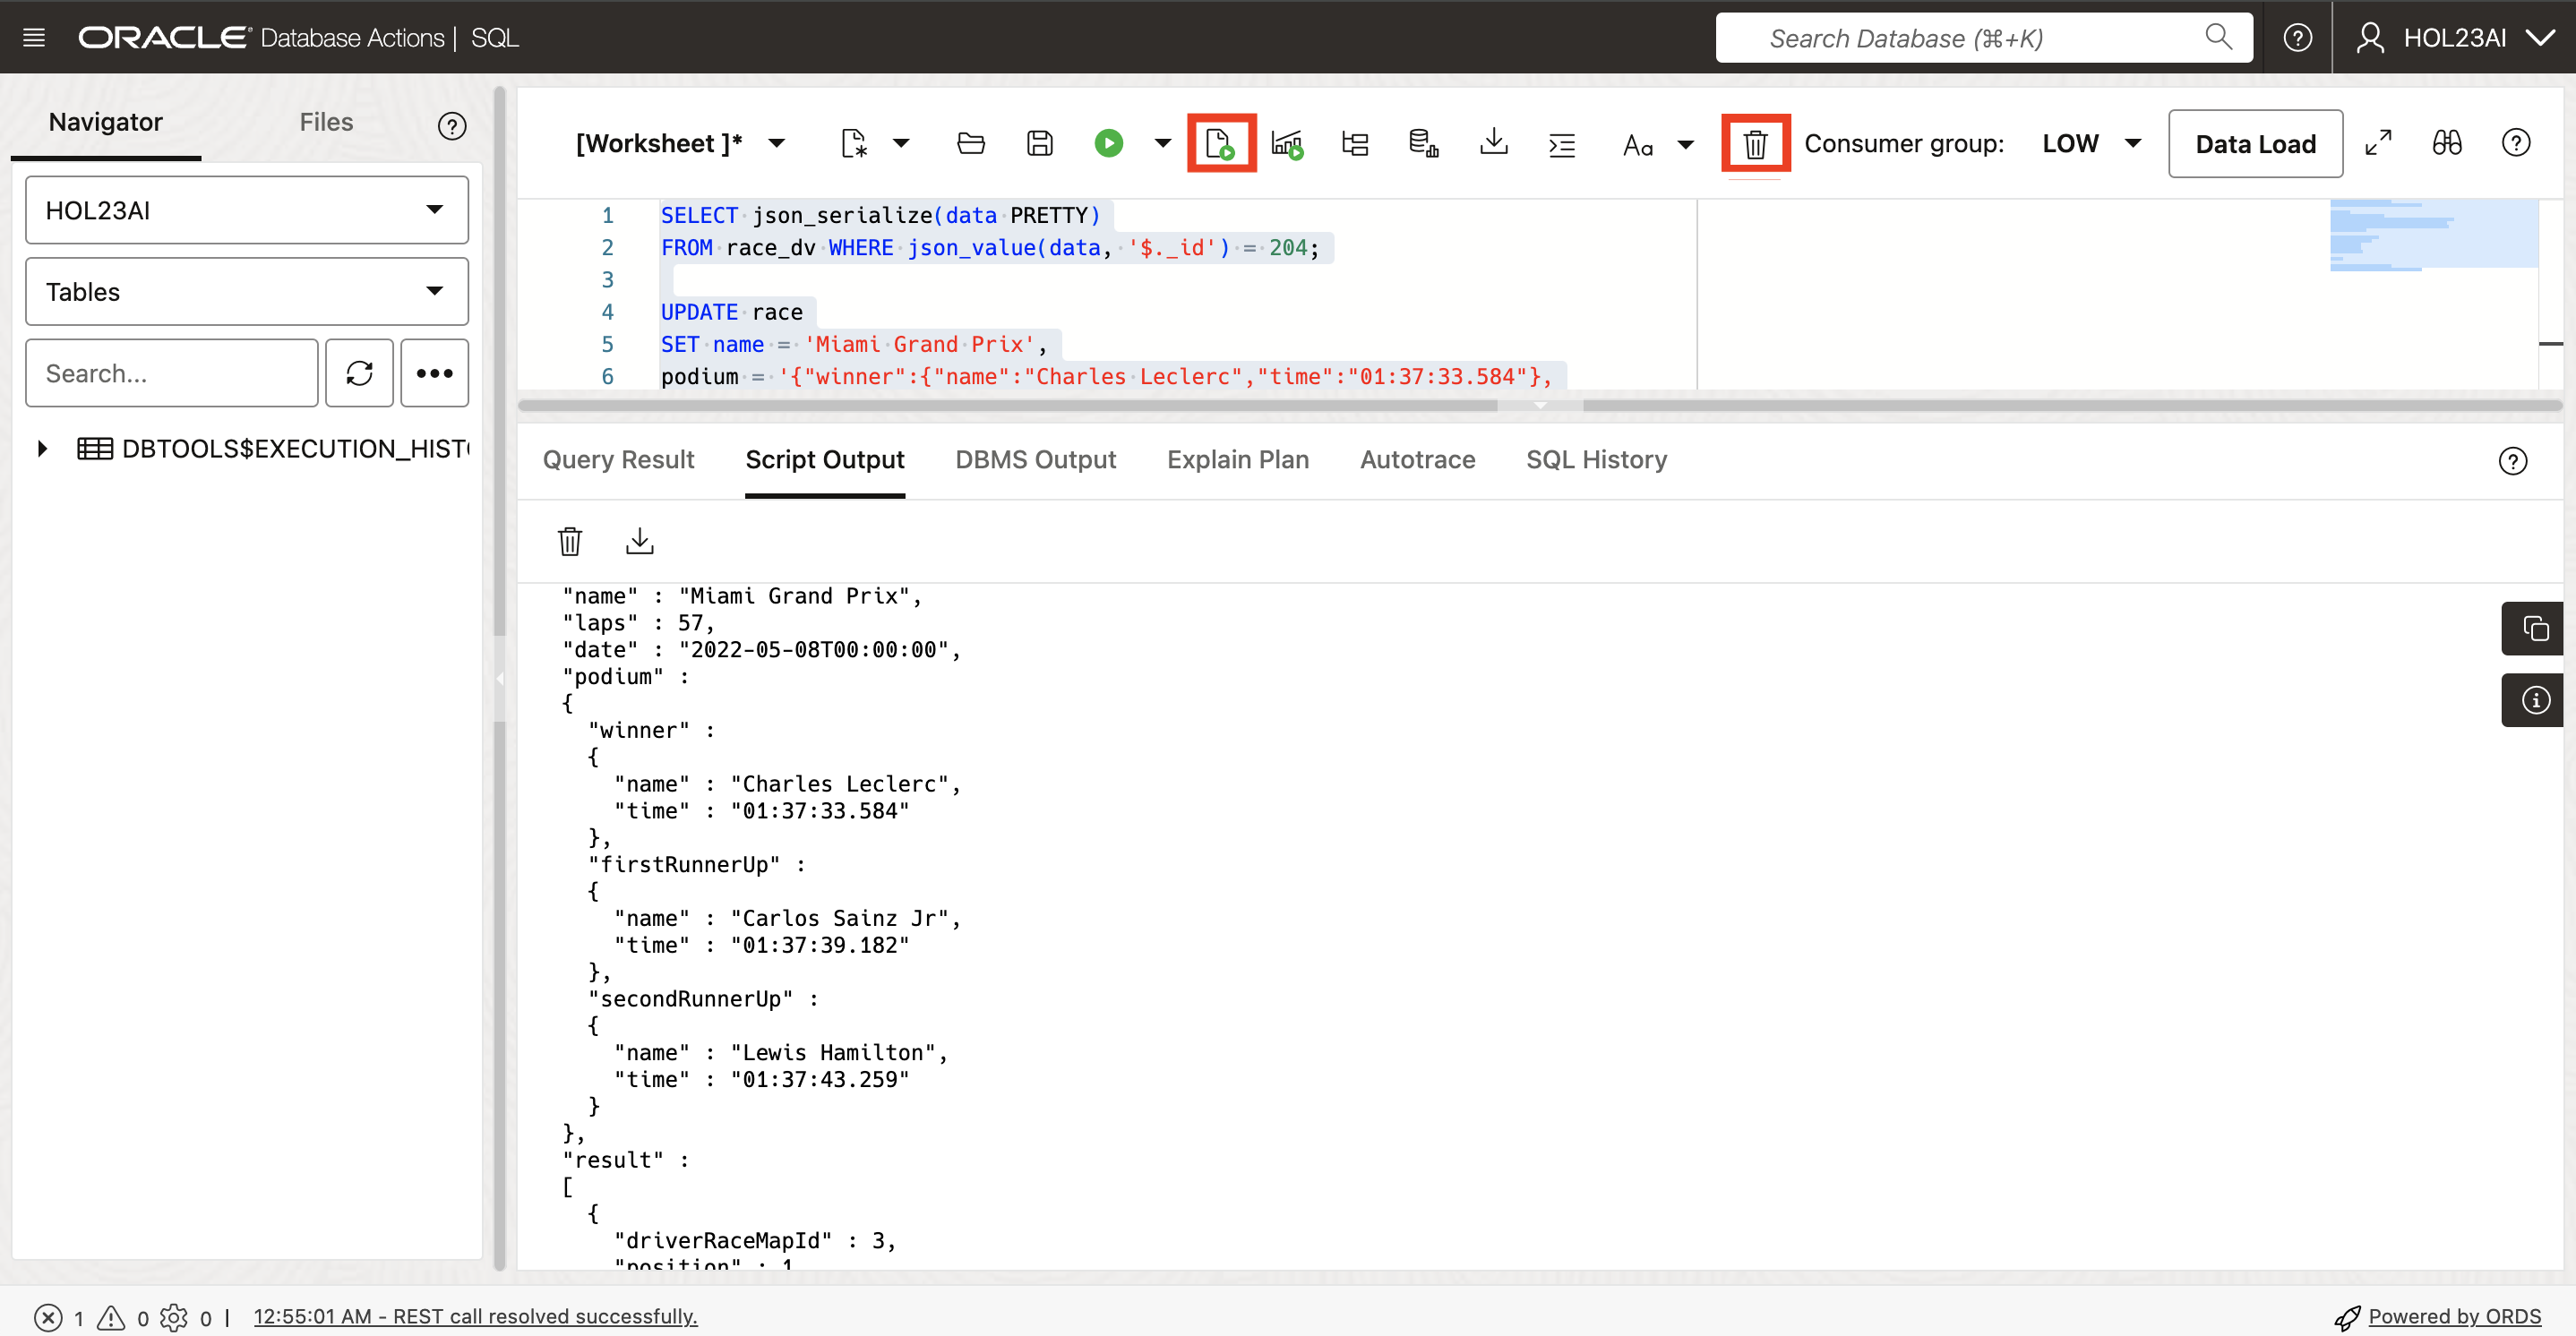 ORACLE Database Actions | SQL
Search Database (⌘+K)
HOL23AI
Navigator
Files
HOL23AI
Tables
Search...
DBTOOLS$EXECUTION_HIST
[Worksheet ]*
Aa
Consumer group:
LOW
Data Load
1 SELECT json_serialize(data PRETTY)
2 FROM race_dv WHERE json_value(data, '$._id') = 204;
3
4 UPDATE race
5 SET name = 'Miami Grand Prix',
6 podium = '{"winner":{"name":"Charles Leclerc","time":"01:37:33.584"},
Query Result
Script Output
DBMS Output
Explain Plan
Autotrace
SQL History
"name" : "Miami Grand Prix",
"laps" : 57,
"date" : "2022-05-08T00:00:00",
"podium" :
{
"winner" :
{
"name" : "Charles Leclerc",
"time" : "01:37:33.584"
},
"firstRunnerUp" :
{
"name" : "Carlos Sainz Jr",
"time" : "01:37:39.182"
},
"secondRunnerUp" :
{
"name" : "Lewis Hamilton",
"time" : "01:37:43.259"
}
},
"result" :
[
{
"driverRaceMapId" : 3,
"position" : 1
1 0 0 | 12:55:01 AM - REST call resolved successfully.
Powered by ORDS